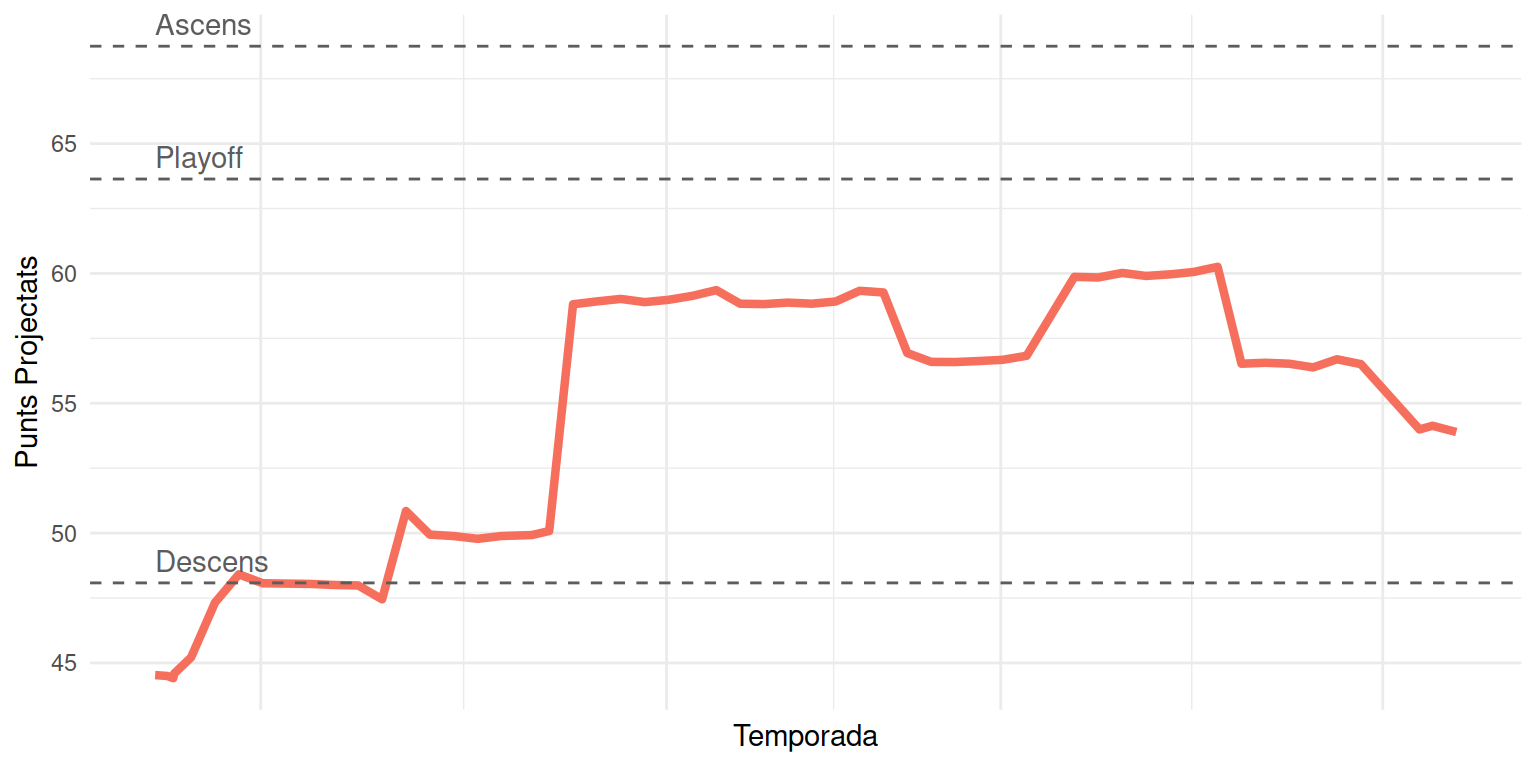 Ascens
65
Playoff
60
55
50
Descens
45
Punts Projectats
Temporada